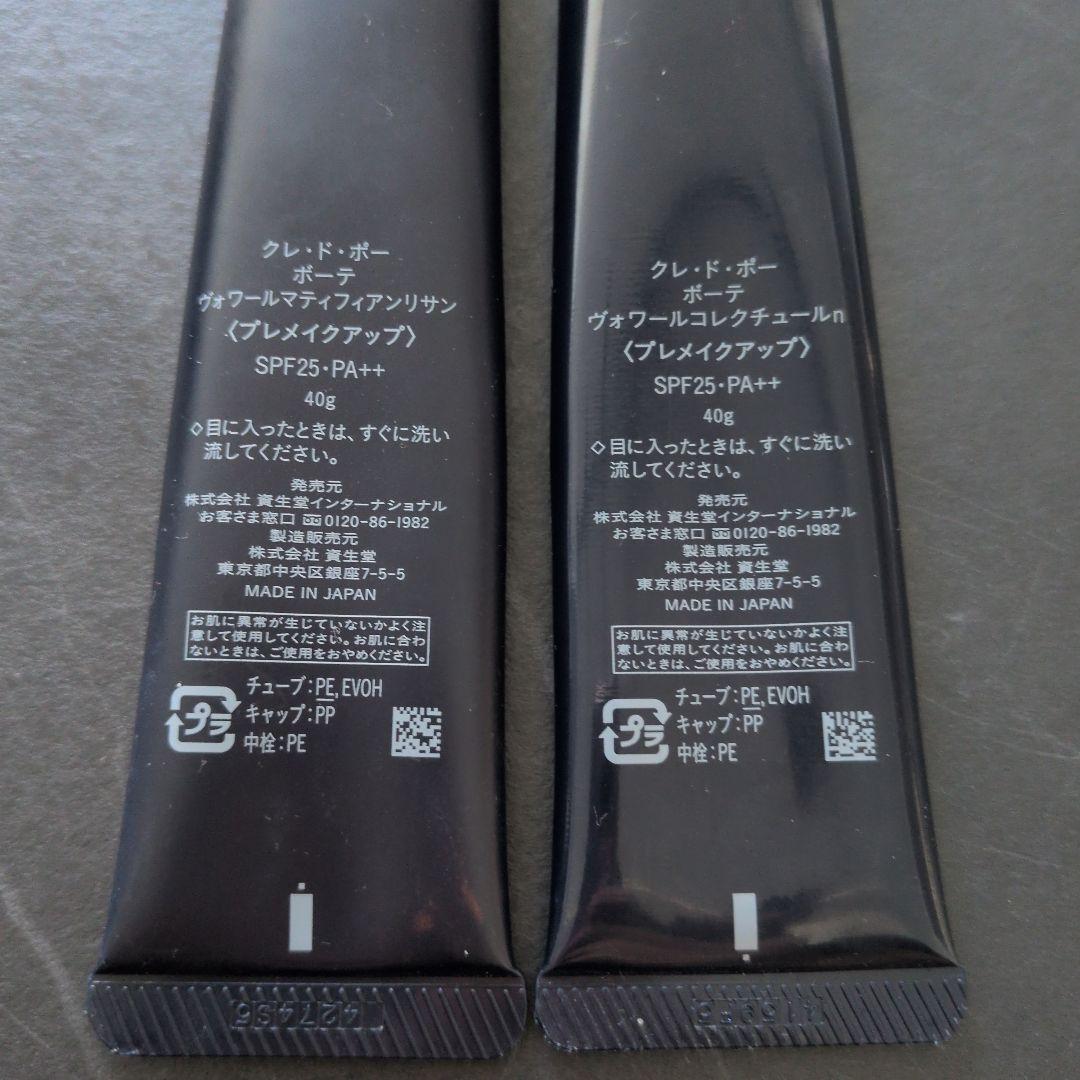 クレ・ド・ポー
ボーテ
ヴォワールマティフィアンリサン
〈プレメイクアップ〉
SPF25・PA++
40g
◇目に入ったときは、すぐに洗い
流してください。
発売元
株式会社 資生堂インターナショナル
お客さま窓口 0120-86-1982
製造販売元
株式会社 資生堂
東京都中央区銀座7-5-5
MADE IN JAPAN
お肌に異常が生じていないかよく注
意して使用してください。お肌に合わ
ないときは、ご使用をおやめください。
プラ
チューブ:PE,EVOH
キャップ:PP
中栓:PE
4274S5
クレ・ド・ポー
ボーテ
ヴォワールコレクチュールn
〈プレメイクアップ〉
SPF25・PA++
40g
◇目に入ったときは、すぐに洗い
流してください。
発売元
株式会社 資生堂インターナショナル
お客さま窓口 0120-86-1982
製造販売元
株式会社 資生堂
東京都中央区銀座7-5-5
MADE IN JAPAN
お肌に異常が生じていないかよく注
意して使用してください。お肌に合わ
ないときは、ご使用をおやめください。
プラ
チューブ:PE,EVOH
キャップ:PP
中栓:PE